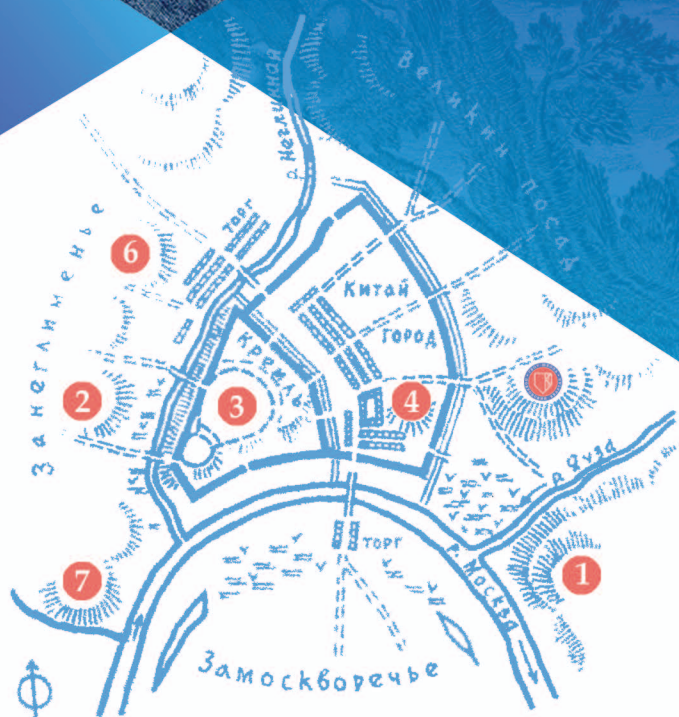 р. Неглинная
Великий посад
Занеглименье
торг
6
Китай
город
Кремль
2
3
4
р. Яуза
торг
р. Москва
7
1
Замоскворечье